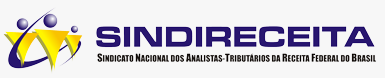 SINDIRECEITA
SINDICATO NACIONAL DOS ANALISTAS-TRIBUTÁRIOS DA RECEITA FEDERAL DO BRASIL